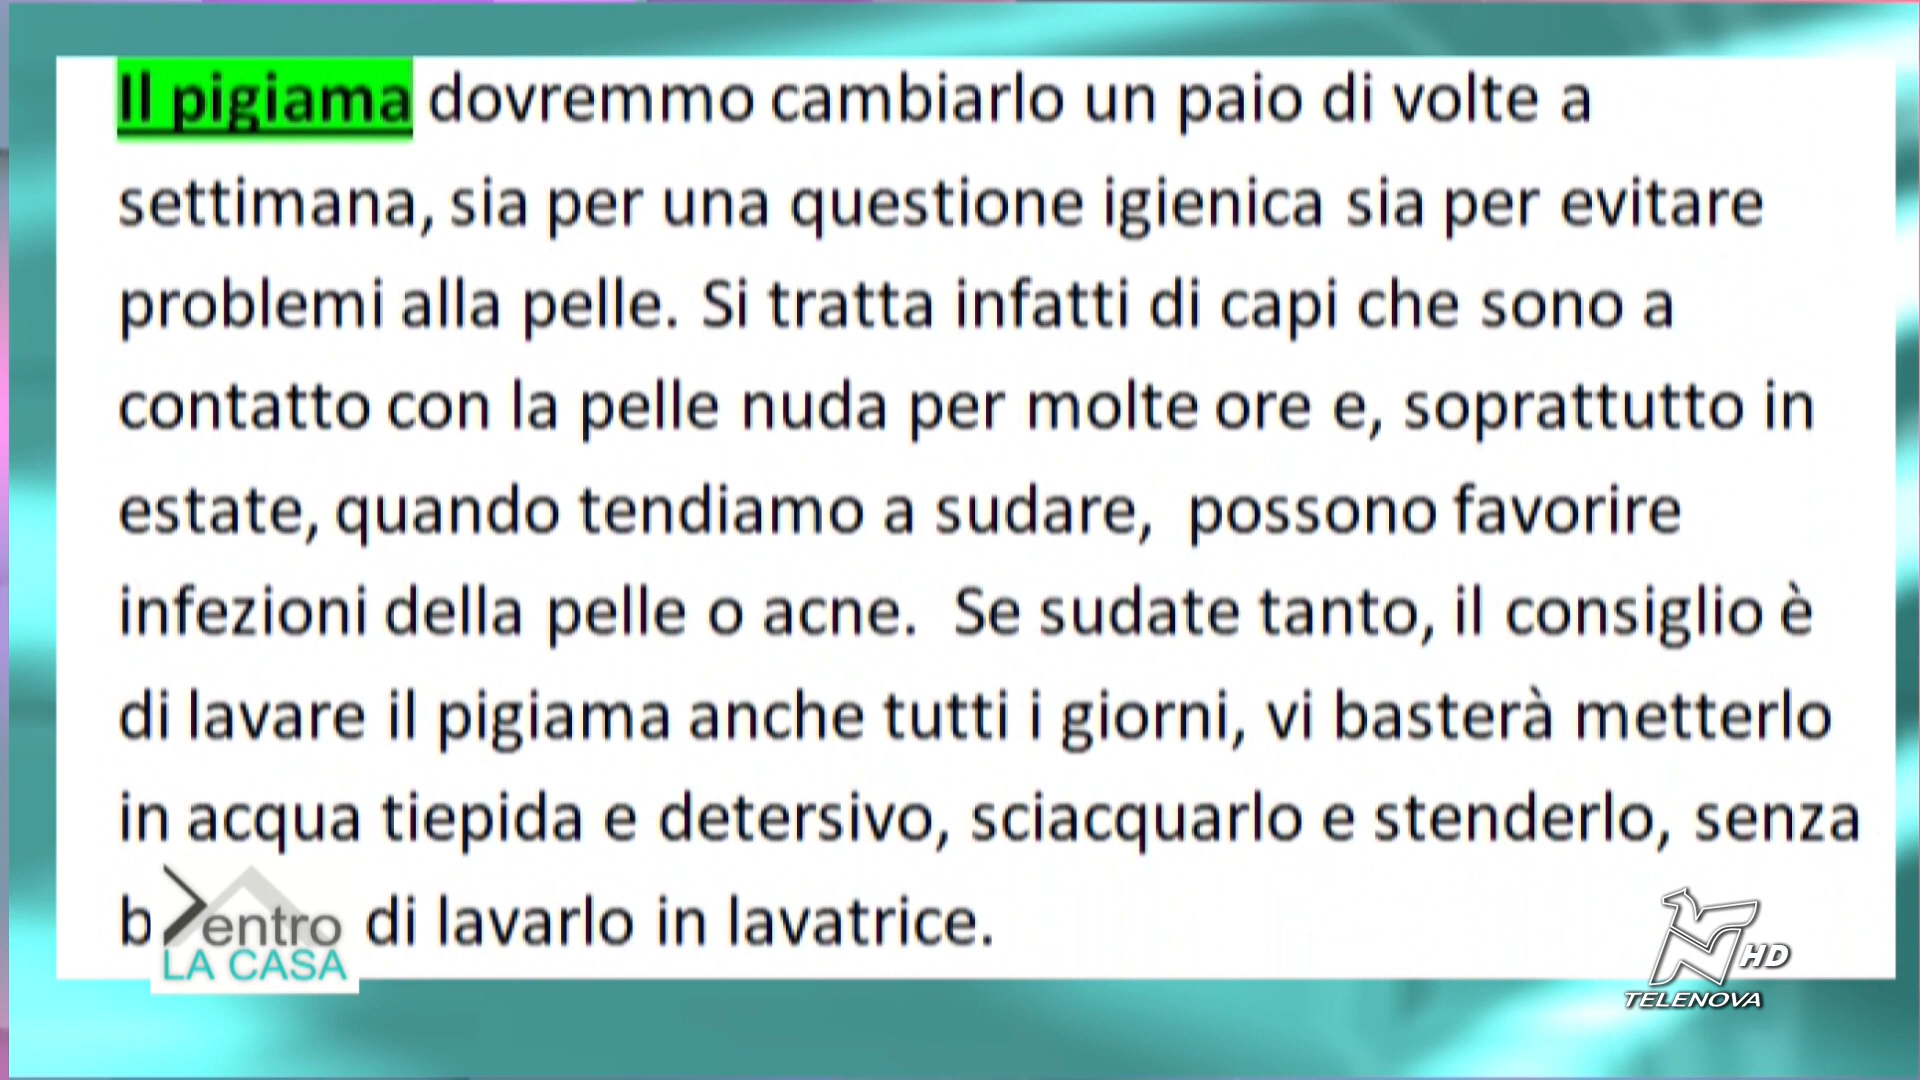 Il pigiama dovremmo cambiarlo un paio di volte a
settimana, sia per una questione igienica sia per evitare
problemi alla pelle. Si tratta infatti di capi che sono a
contatto con la pelle nuda per molte ore e, soprattutto in
estate, quando tendiamo a sudare, possono favorire
infezioni della pelle o acne. Se sudate tanto, il consiglio è
di lavare il pigiama anche tutti i giorni, vi basterà metterlo
in acqua tiepida e detersivo, sciacquarlo e stenderlo, senza
di lavarlo in lavatrice.
Dentro
LA CASA
HD
TELENOVA